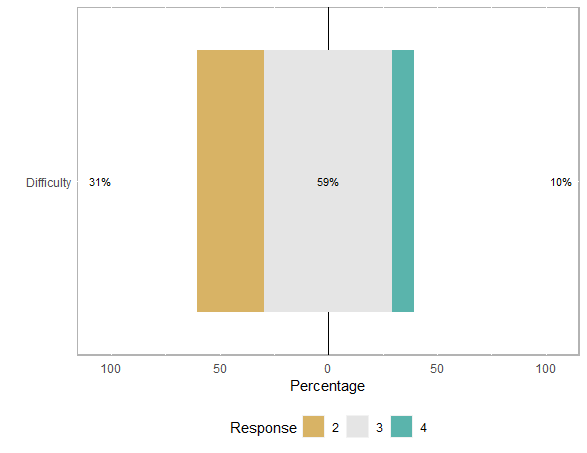 Difficulty 31% 59% 10%
100 50 0 50 100
Percentage
Response 2 3 4